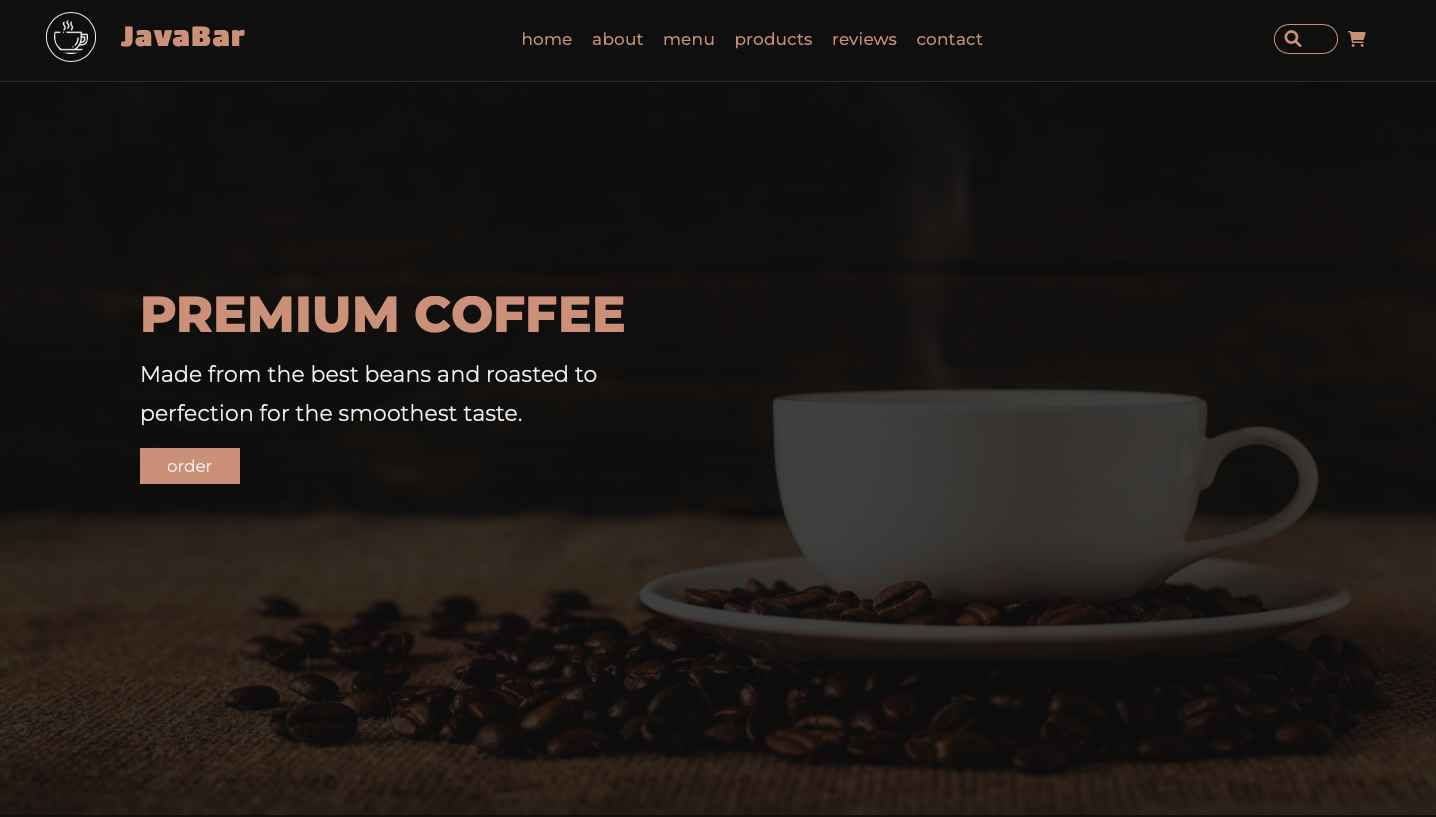 JavaBar
home about menu products reviews contact
PREMIUM COFFEE
Made from the best beans and roasted to
perfection for the smoothest taste.
order